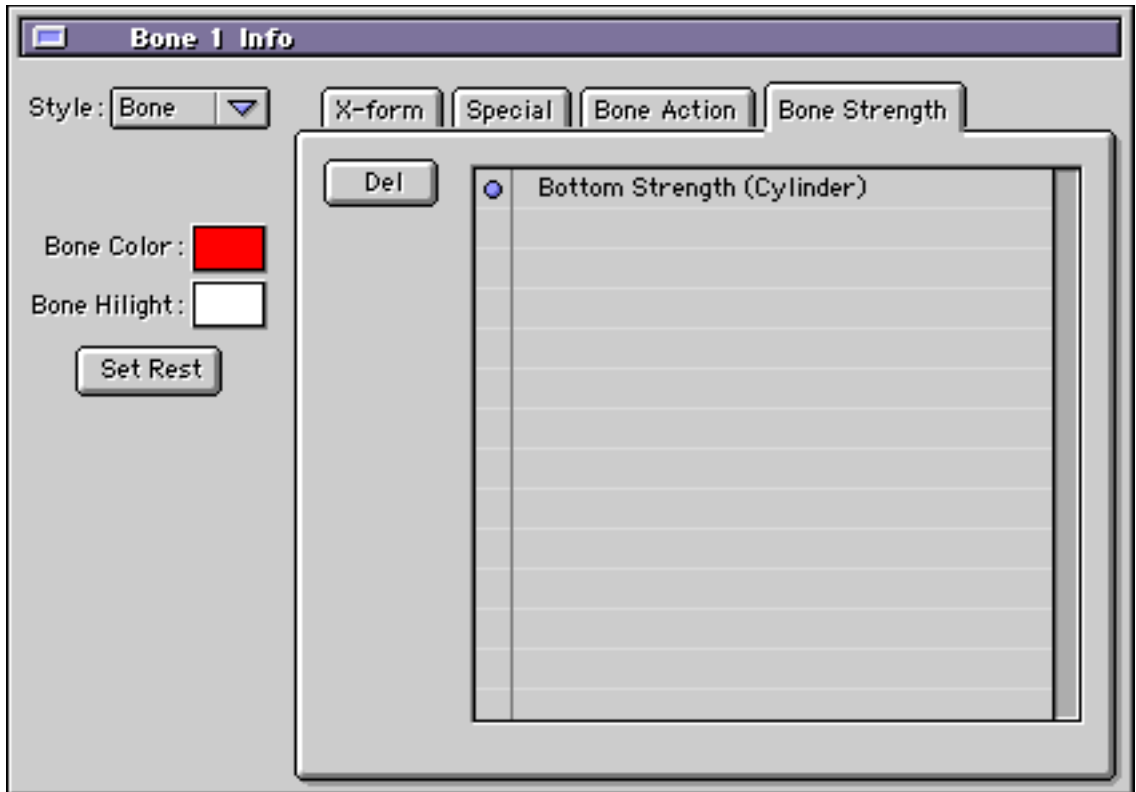 Bone 1 Info
Style: Bone
X-form
Special
Bone Action
Bone Strength
Del
Bottom Strength (Cylinder)
Bone Color:
Bone Hilight:
Set Rest